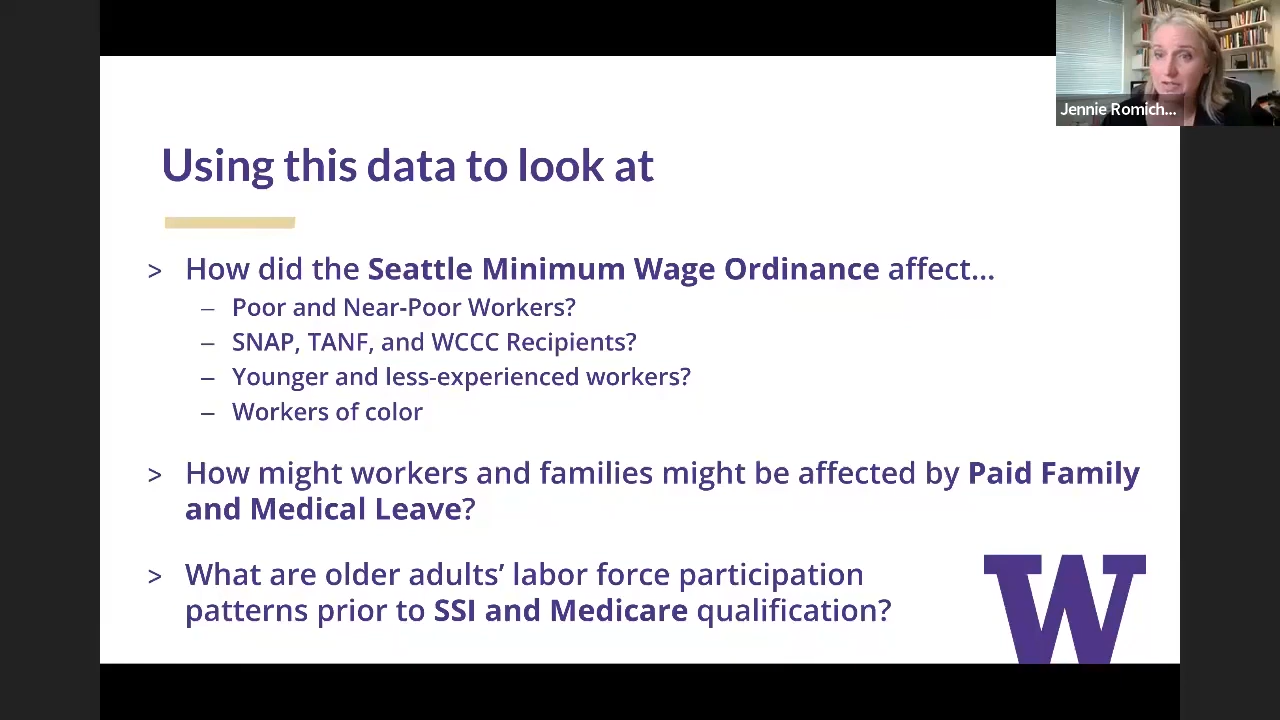 Jennie Romich...
Using this data to look at
> How did the Seattle Minimum Wage Ordinance affect...
– Poor and Near-Poor Workers?
– SNAP, TANF, and WCCC Recipients?
– Younger and less-experienced workers?
– Workers of color
> How might workers and families might be affected by Paid Family
and Medical Leave?
> What are older adults’ labor force participation
patterns prior to SSI and Medicare qualification?
W